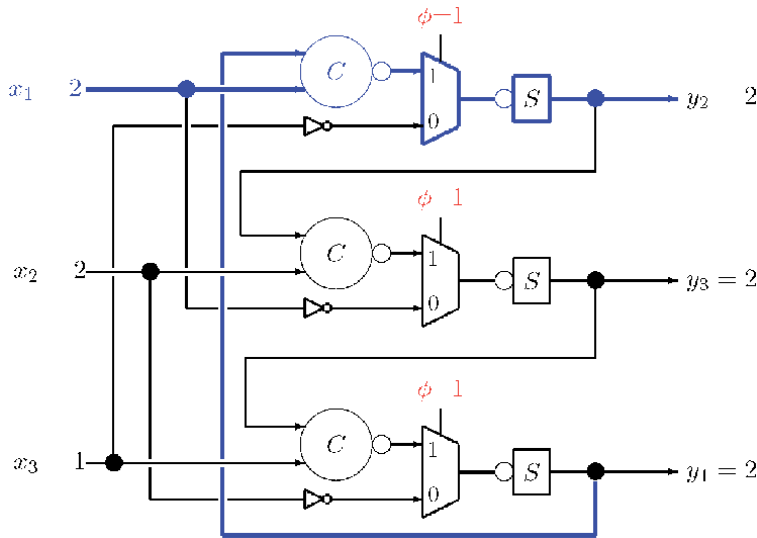 ϕ−1
x₁ 2 C 1 0 S y₂ 2
ϕ 1
x₂ 2 C 1 0 S y₃ = 2
ϕ 1
x₃ 1 C 1 0 S y₁ = 2